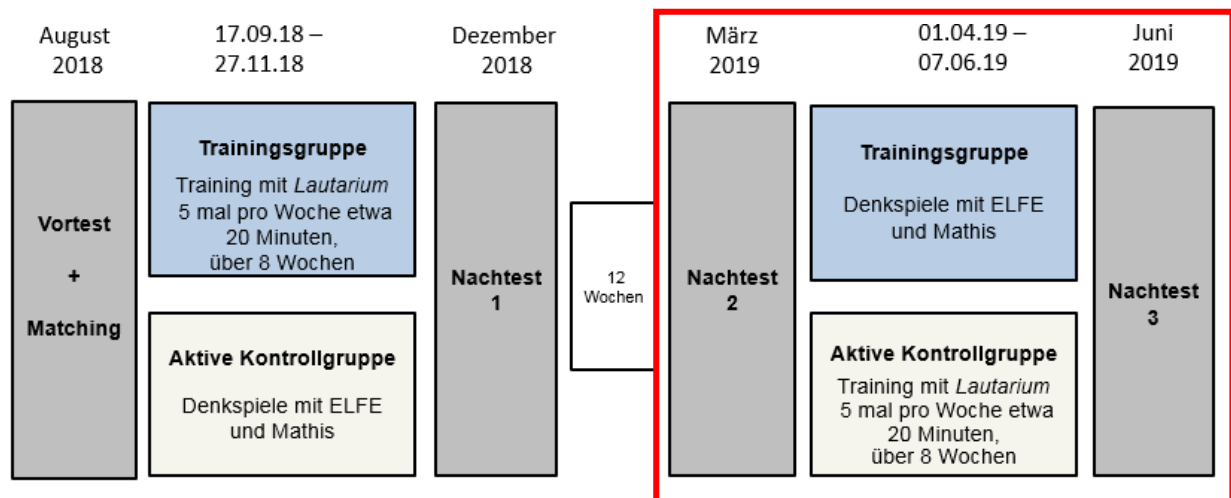 August
2018
17.09.18 –
27.11.18
Dezember
2018
März
2019
01.04.19 –
07.06.19
Juni
2019
Vortest
+
Matching
Trainingsgruppe
Training mit Lautarium
5 mal pro Woche etwa
20 Minuten,
über 8 Wochen
Aktive Kontrollgruppe
Denkspiele mit ELFE
und Mathis
Nachtest
1
12
Wochen
Nachtest
2
Trainingsgruppe
Denkspiele mit ELFE
und Mathis
Aktive Kontrollgruppe
Training mit Lautarium
5 mal pro Woche etwa
20 Minuten,
über 8 Wochen
Nachtest
3